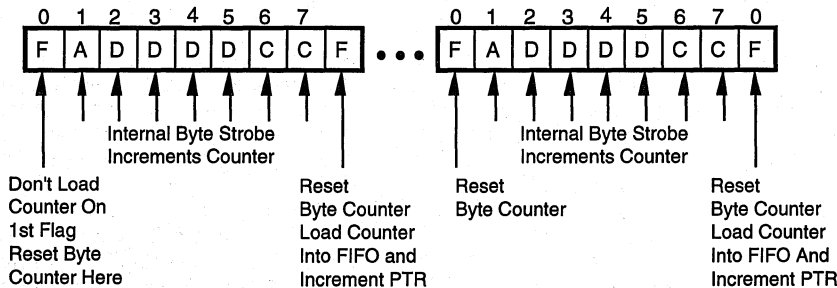 0 1 2 3 4 5 6 7
F A D D D D C C F
0 1 2 3 4 5 6 7 0
F A D D D D C C F
Internal Byte Strobe
Increments Counter
Internal Byte Strobe
Increments Counter
Don't Load
Counter On
1st Flag
Reset Byte
Counter Here
Reset
Byte Counter
Load Counter
Into FIFO and
Increment PTR
Reset
Byte Counter
Reset
Byte Counter
Load Counter
Into FIFO And
Increment PTR